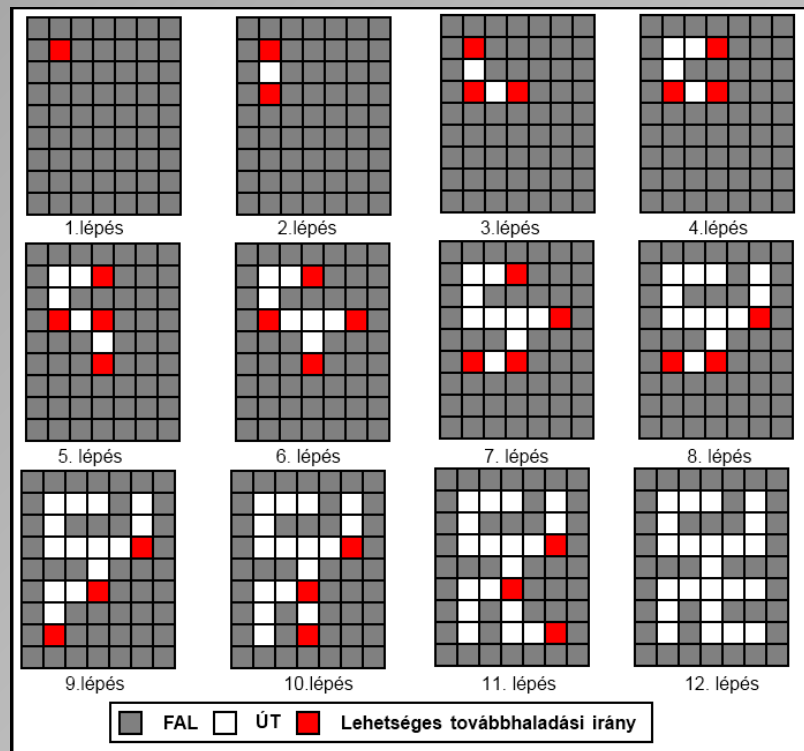 1.lépés 2.lépés 3.lépés 4.lépés
5. lépés 6. lépés 7. lépés 8. lépés
9.lépés 10.lépés 11. lépés 12. lépés
FAL ÚT Lehetséges továbbhaladási irány